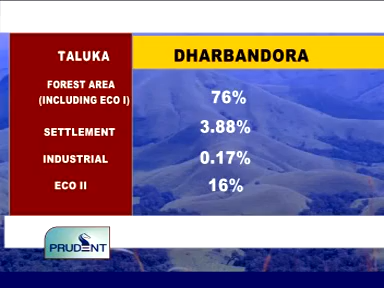 TALUKA DHARBANDORA
FOREST AREA
(INCLUDING ECO I) 76%
SETTLEMENT 3.88%
INDUSTRIAL 0.17%
ECO II 16%
PRUDENT